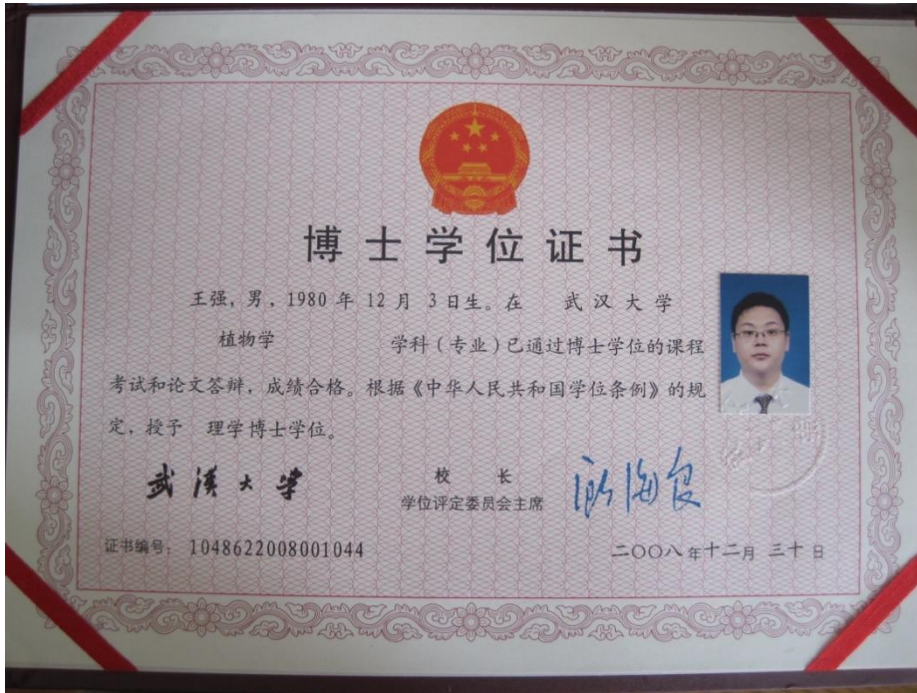 博士学位证书
王强，男，1980 年 12 月 3 日生。在 武汉大学
植物学 学科（专业）已通过博士学位的课程
考试和论文答辩，成绩合格。根据《中华人民共和国学位条例》的规
定，授予 理学博士学位。
武汉大学
校 长
学位评定委员会主席
顾海良
证书编号：1048622008001044
二〇〇八年十二月 三十 日